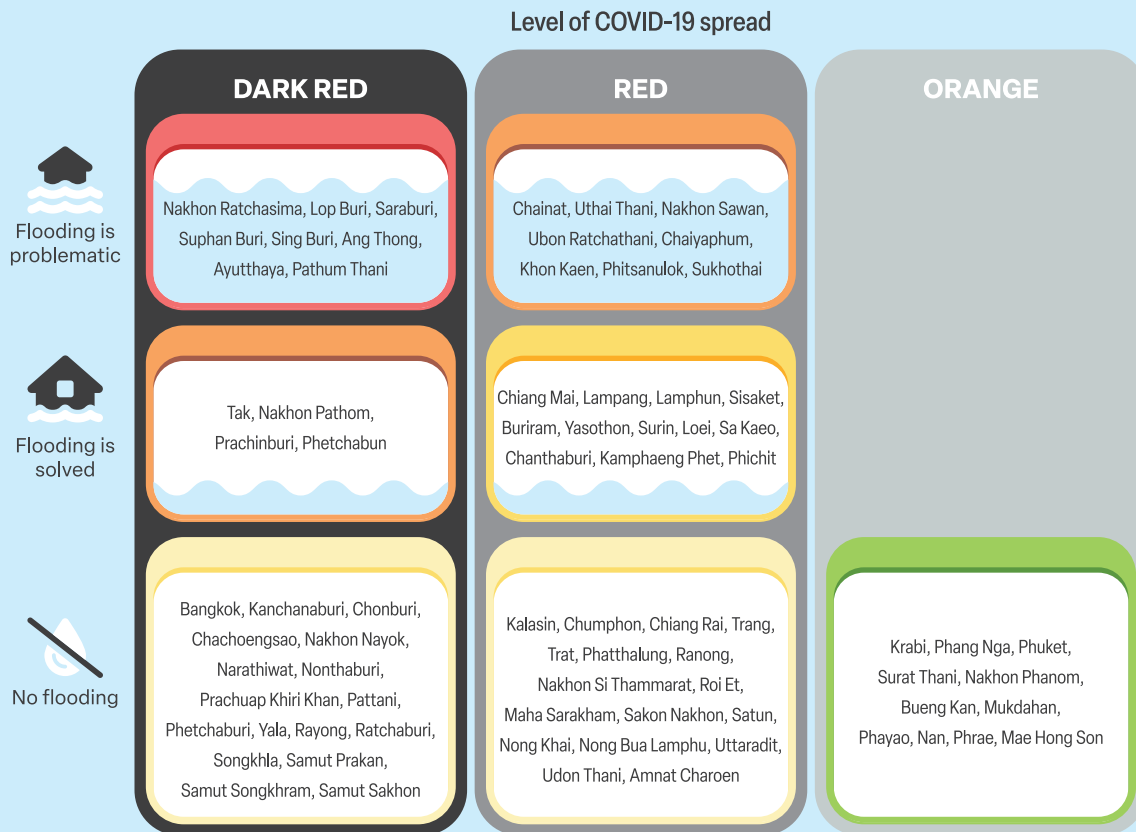 Level of COVID-19 spread
DARK RED
RED
ORANGE
Flooding is
problematic
Nakhon Ratchasima, Lop Buri, Saraburi,
Suphan Buri, Sing Buri, Ang Thong,
Ayutthaya, Pathum Thani
Chainat, Uthai Thani, Nakhon Sawan,
Ubon Ratchathani, Chaiyaphum,
Khon Kaen, Phitsanulok, Sukhothai
Flooding is
solved
Tak, Nakhon Pathom,
Prachinburi, Phetchabun
Chiang Mai, Lampang, Lamphun, Sisaket,
Buriram, Yasothon, Surin, Loei, Sa Kaeo,
Chanthaburi, Kamphaeng Phet, Phichit
No flooding
Bangkok, Kanchanaburi, Chonburi,
Chachoengsao, Nakhon Nayok,
Narathiwat, Nonthaburi,
Prachuap Khiri Khan, Pattani,
Phetchaburi, Yala, Rayong, Ratchaburi,
Songkhla, Samut Prakan,
Samut Songkhram, Samut Sakhon
Kalasin, Chumphon, Chiang Rai, Trang,
Trat, Phatthalung, Ranong,
Nakhon Si Thammarat, Roi Et,
Maha Sarakham, Sakon Nakhon, Satun,
Nong Khai, Nong Bua Lamphu, Uttaradit,
Udon Thani, Amnat Charoen
Krabi, Phang Nga, Phuket,
Surat Thani, Nakhon Phanom,
Bueng Kan, Mukdahan,
Phayao, Nan, Phrae, Mae Hong Son